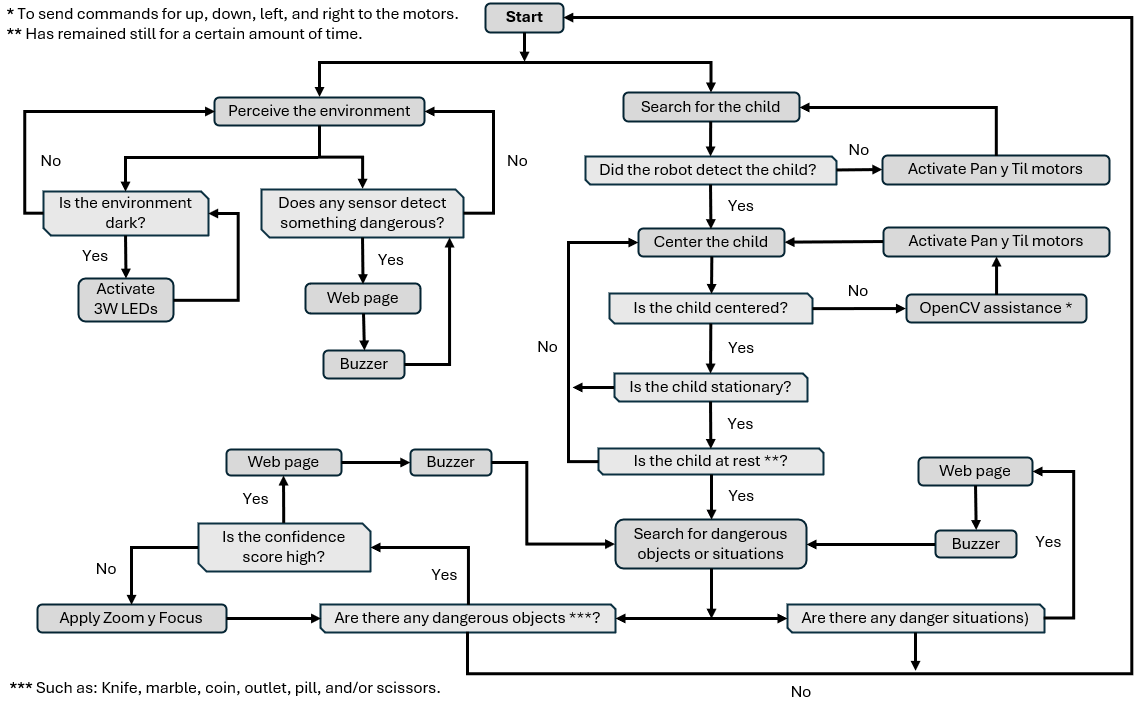 * To send commands for up, down, left, and right to the motors.
** Has remained still for a certain amount of time.
Start
Perceive the environment
No
No
Is the environment
dark?
Yes
Activate
3W LEDs
Does any sensor detect
something dangerous?
Yes
Web page
Buzzer
Search for the child
Did the robot detect the child?
No
Activate Pan y Til motors
Yes
Center the child
Activate Pan y Til motors
Is the child centered?
No
OpenCV assistance *
Yes
No
Is the child stationary?
Yes
Is the child at rest **?
Yes
Search for dangerous
objects or situations
Web page
Buzzer
Yes
Is the confidence
score high?
No
Yes
Apply Zoom y Focus
Are there any dangerous objects ***?
Are there any danger situations)
Web page
Buzzer
Yes
No
*** Such as: Knife, marble, coin, outlet, pill, and/or scissors.